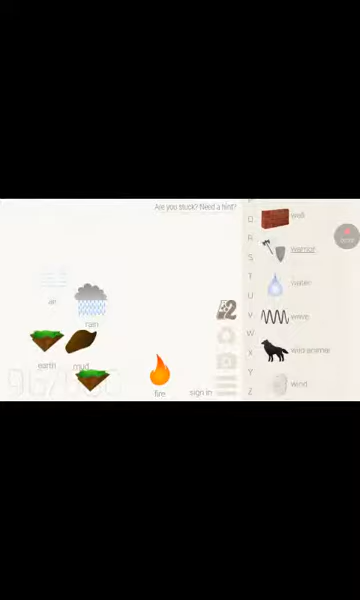 Are you stuck? Need a hint?
wall
warrior
water
wave
wild animal
wind
air
rain
earth
mud
fire
sign in
Q
R
S
T
U
V
W
X
Y
Z